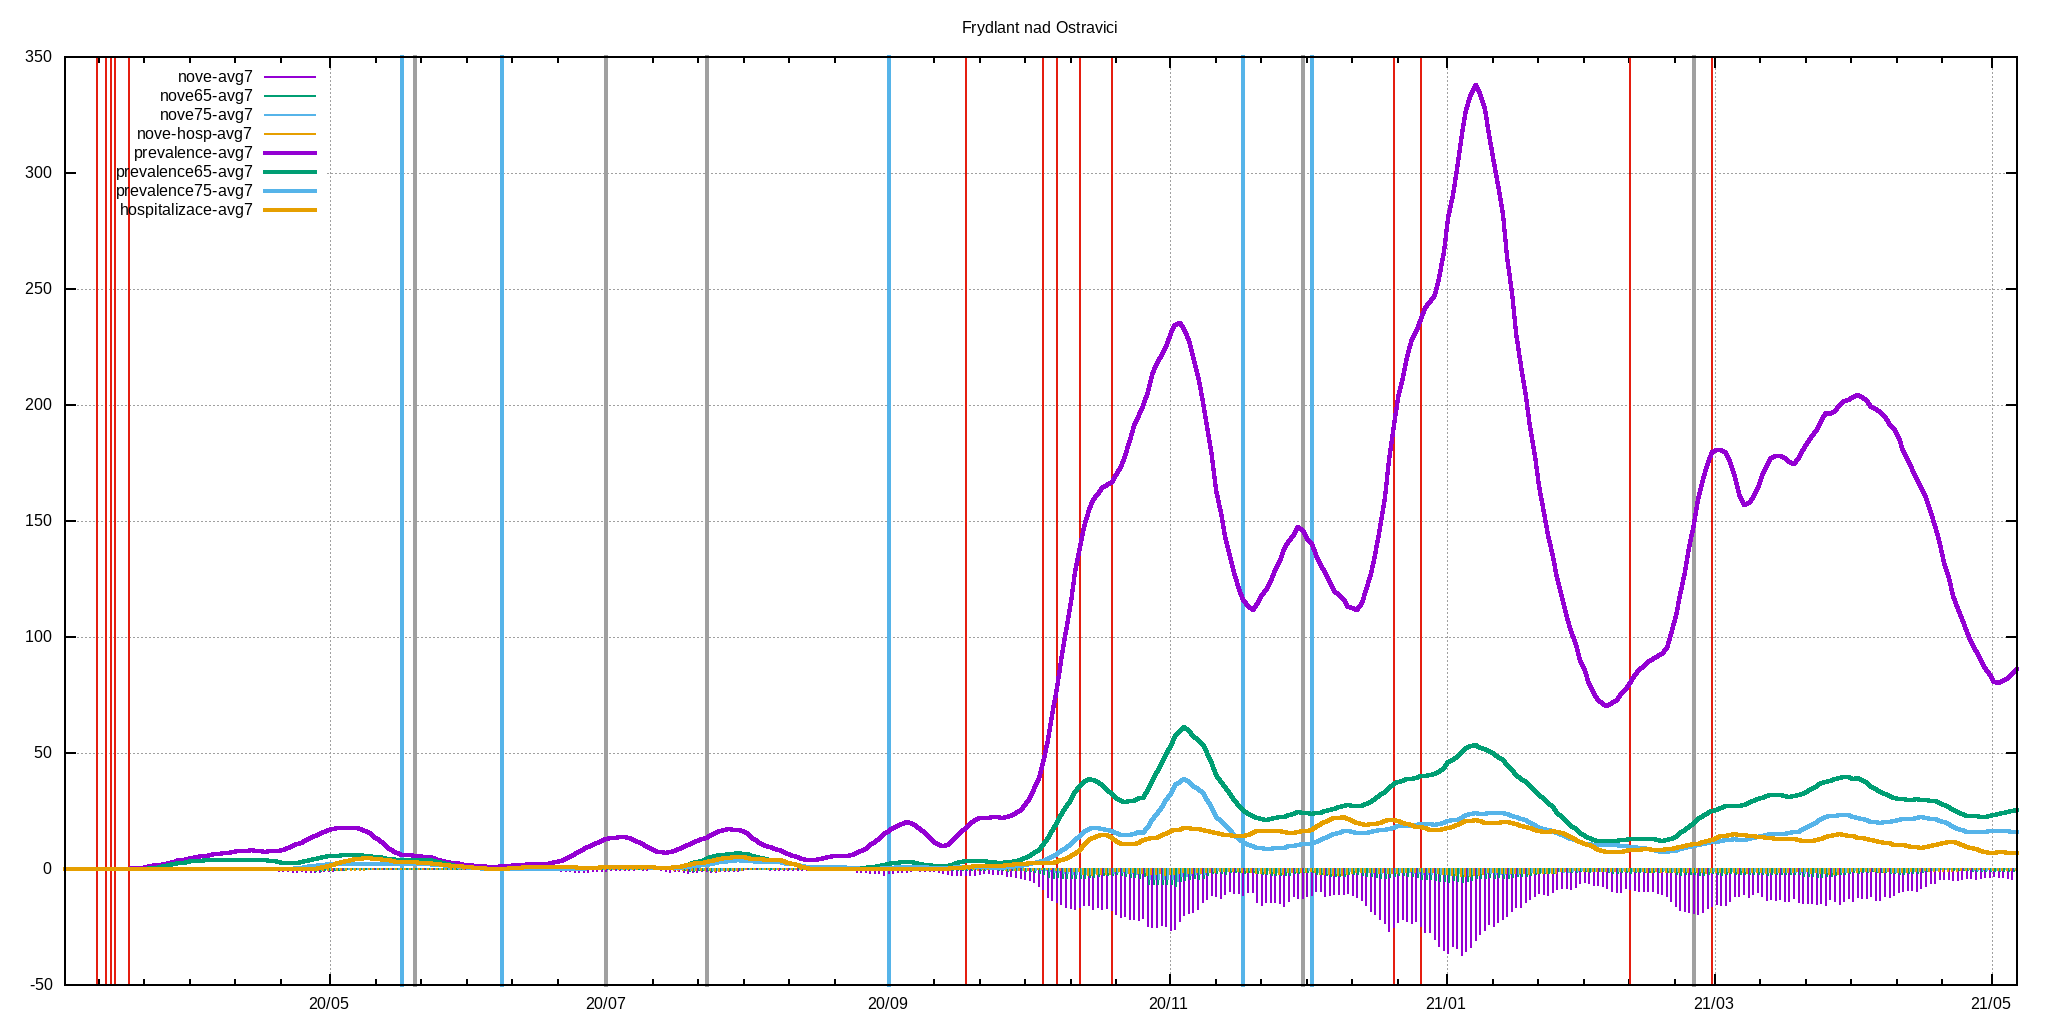 Frydlant nad Ostravici
350
300
250
200
150
100
50
0
-50
nove-avg7
nove65-avg7
nove75-avg7
nove-hosp-avg7
prevalence-avg7
prevalence65-avg7
prevalence75-avg7
hospitalizace-avg7
20/05
20/07
20/09
20/11
21/01
21/03
21/05